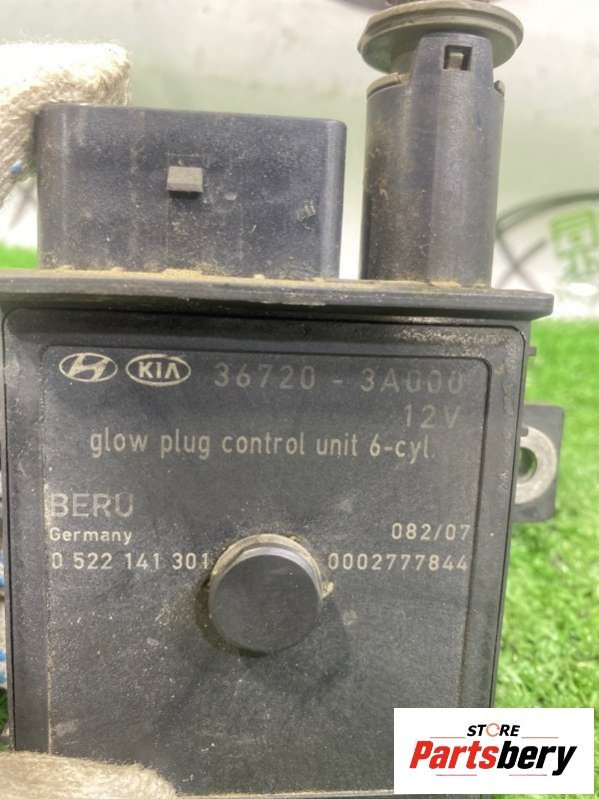 KIA 36720 - 3A000
12V
glow plug control unit 6-cyl.
BERU
Germany 082/07
0 522 141 301 0002777844
STORE
Partsbery